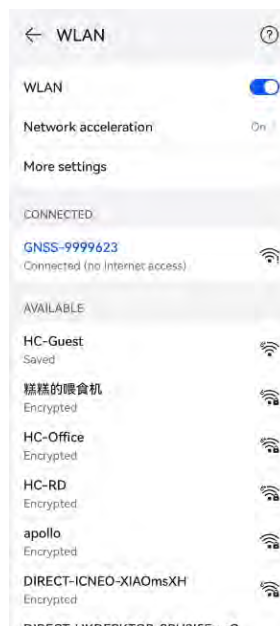 WLAN
WLAN
Network acceleration On
More settings
CONNECTED
GNSS-9999623
Connected (no Internet access)
AVAILABLE
HC-Guest
Saved
糕糕的喂食机
Encrypted
HC-Office
Encrypted
HC-RD
Encrypted
apollo
Encrypted
DIRECT-ICNEO-XIAOmsXH
Encrypted